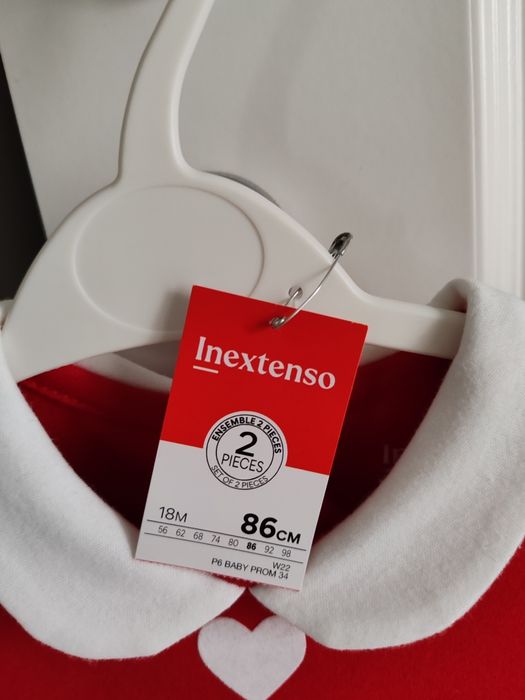 Inextenso
ENSEMBLE 2 PIECES
2
PIECES
SET OF 2 PIECES
18M 86CM
56 62 68 74 80 86 92 98
W22
P6 BABY PROM 34